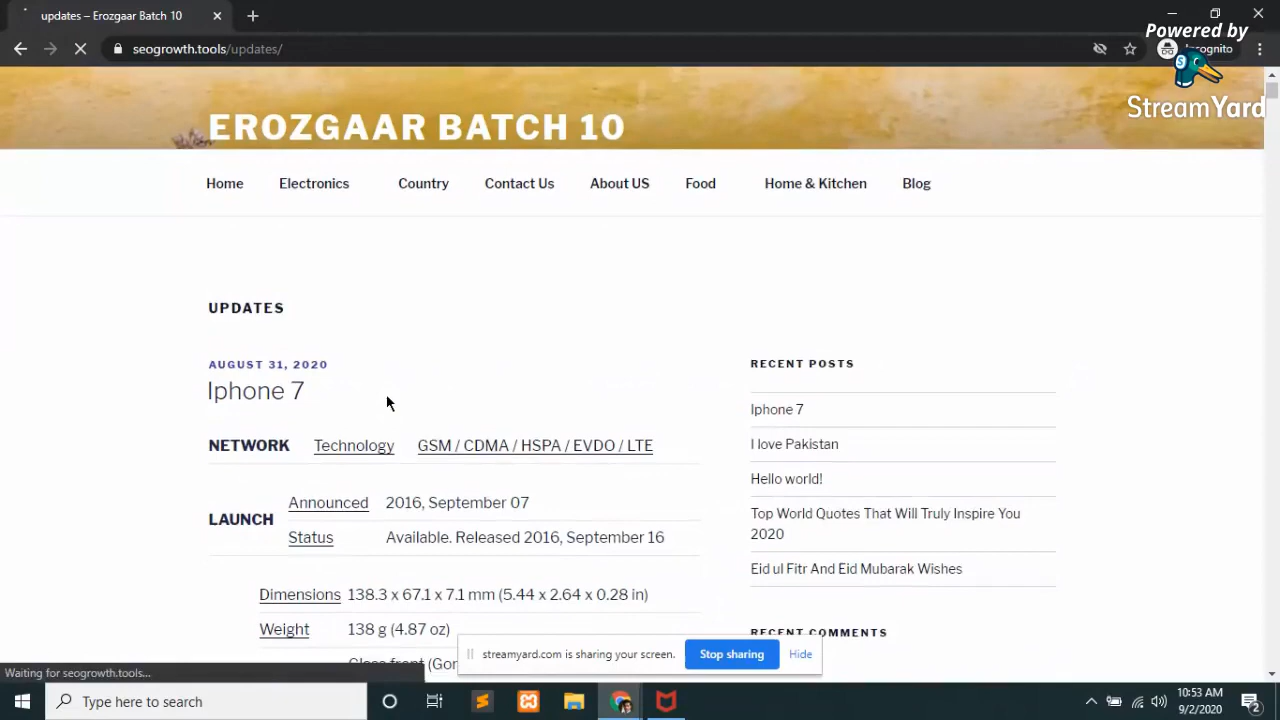 updates – Erozgaar Batch 10
seogrowth.tools/updates/
Incognito
Powered by
StreamYard
EROZGAAR BATCH 10
Home Electronics Country Contact Us About US Food Home & Kitchen Blog
UPDATES
AUGUST 31, 2020
Iphone 7
NETWORK Technology GSM / CDMA / HSPA / EVDO / LTE
LAUNCH
Announced 2016, September 07
Status Available. Released 2016, September 16
Dimensions 138.3 x 67.1 x 7.1 mm (5.44 x 2.64 x 0.28 in)
Weight 138 g (4.87 oz)
RECENT POSTS
Iphone 7
I love Pakistan
Hello world!
Top World Quotes That Will Truly Inspire You
2020
Eid ul Fitr And Eid Mubarak Wishes
RECENT COMMENTS
streamyard.com is sharing your screen. Stop sharing Hide
Waiting for seogrowth.tools...
Type here to search
10:53 AM
9/2/2020
2